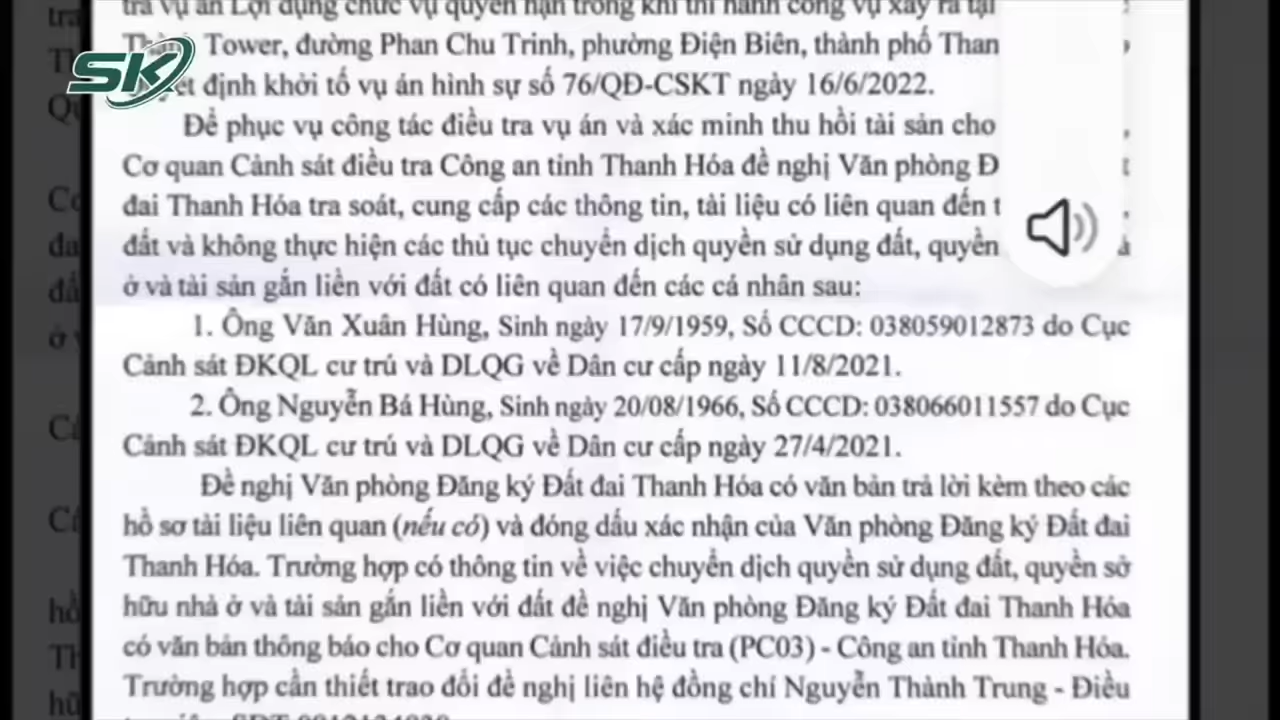 SK
tra vụ án Lợi dụng chức vụ quyền hạn trong khi thi hành công vụ xảy ra tại
Tower, đường Phan Chu Trinh, phường Điện Biên, thành phố Than
định khởi tố vụ án hình sự số 76/QĐ-CSKT ngày 16/6/2022.
Để phục vụ công tác điều tra vụ án và xác minh thu hồi tài sản cho
Cơ quan Cảnh sát điều tra Công an tỉnh Thanh Hóa đề nghị Văn phòng Đ
đai Thanh Hóa tra soát, cung cấp các thông tin, tài liệu có liên quan đến t
đất và không thực hiện các thủ tục chuyển dịch quyền sử dụng đất, quyền
ở và tài sản gắn liền với đất có liên quan đến các cá nhân sau:
1. Ông Văn Xuân Hùng, Sinh ngày 17/9/1959, Số CCCD: 038059012873 do Cục
Cảnh sát ĐKQL cư trú và DLQG về Dân cư cấp ngày 11/8/2021.
2. Ông Nguyễn Bá Hùng, Sinh ngày 20/08/1966, Số CCCD: 038066011557 do Cục
Cảnh sát ĐKQL cư trú và DLQG về Dân cư cấp ngày 27/4/2021.
Đề nghị Văn phòng Đăng ký Đất đai Thanh Hóa có văn bản trả lời kèm theo các
hồ sơ tài liệu liên quan (nếu có) và đóng dấu xác nhận của Văn phòng Đăng ký Đất đai
Thanh Hóa. Trường hợp có thông tin về việc chuyển dịch quyền sử dụng đất, quyền sở
hữu nhà ở và tài sản gắn liền với đất đề nghị Văn phòng Đăng ký Đất đai Thanh Hóa
có văn bản thông báo cho Cơ quan Cảnh sát điều tra (PC03) - Công an tỉnh Thanh Hóa.
Trường hợp cần thiết trao đổi đề nghị liên hệ đồng chí Nguyễn Thành Trung - Điều